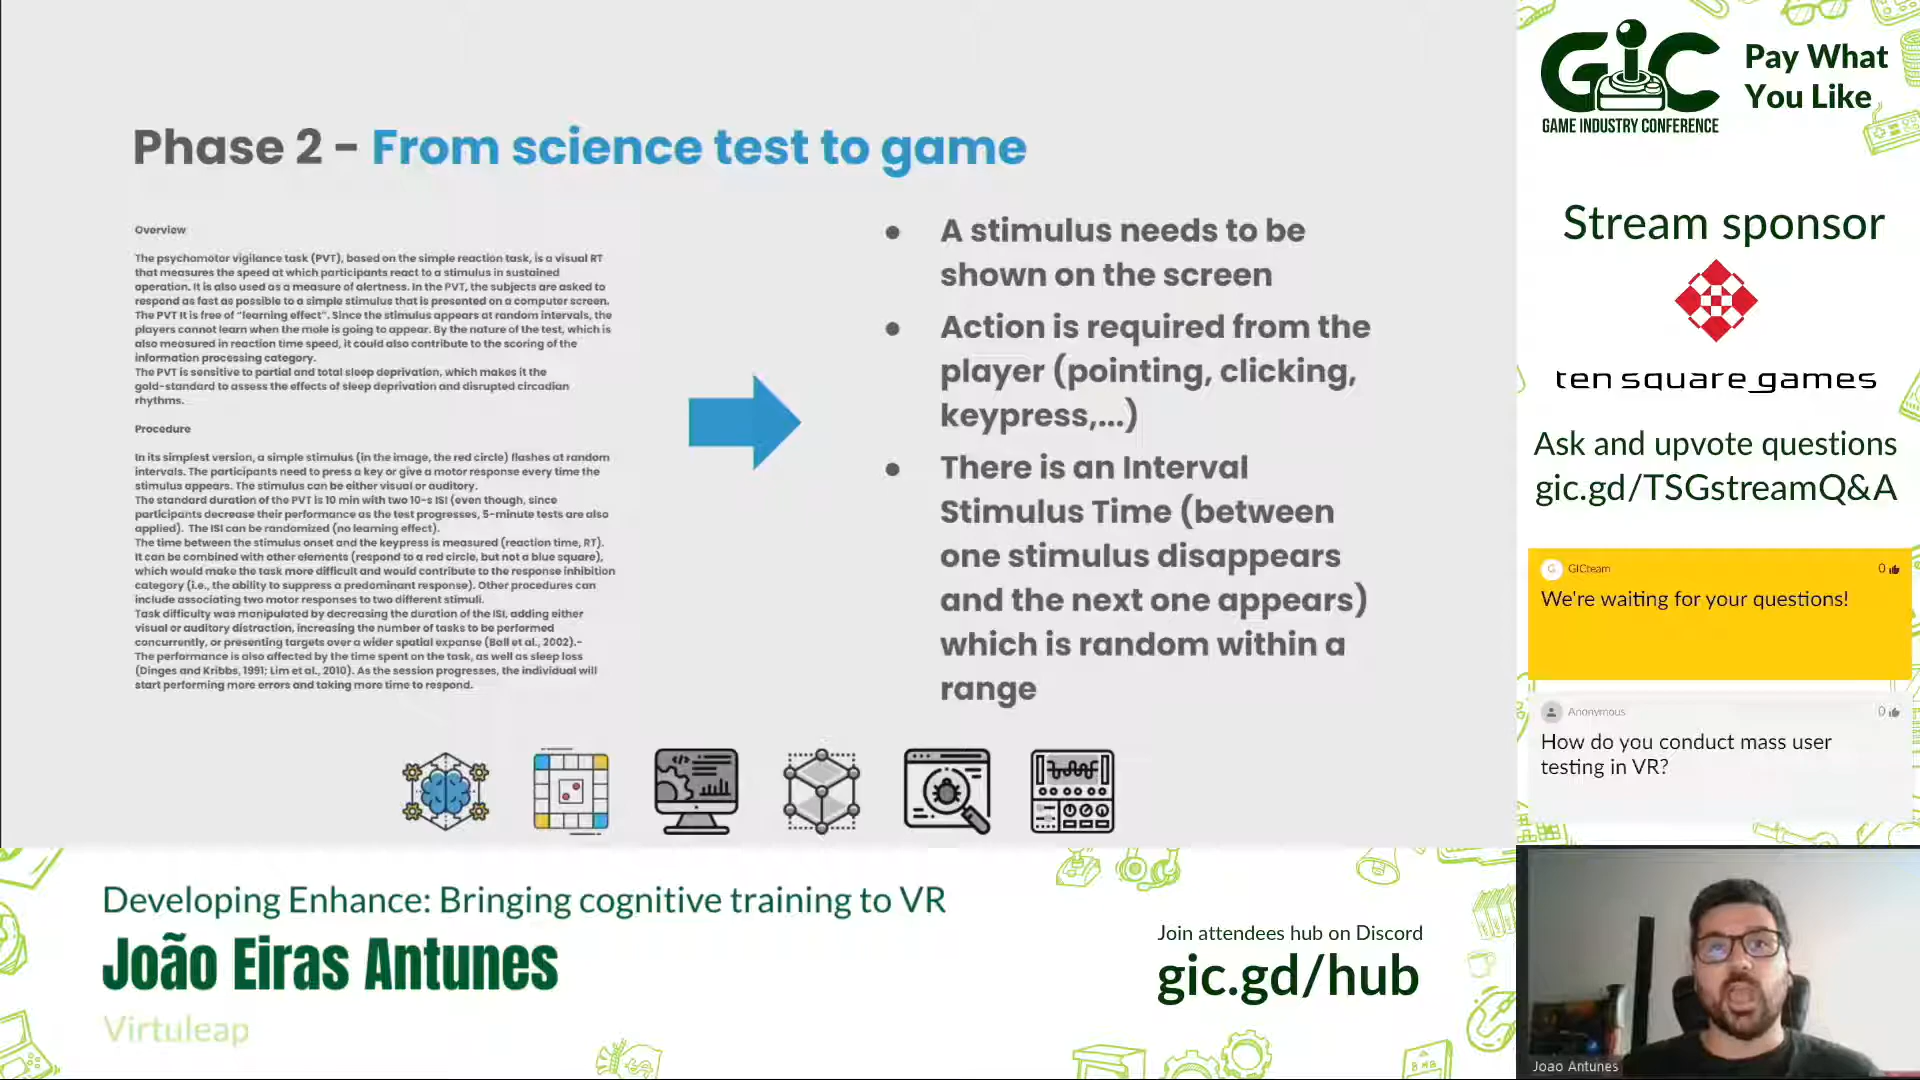 Phase 2 - From science test to game
Overview
The psychomotor vigilance task (PVT), based on the simple reaction task, is a visual RT
that measures the speed at which participants react to a stimulus in sustained
operation. It is also used as a measure of alertness. In the PVT, the subjects are asked to
respond as fast as possible to a simple stimulus that is presented on a computer screen.
The PVT It is free of "learning effect". Since the stimulus appears at random intervals, the
players cannot learn when the mole is going to appear. By the nature of the test, which is
also measured in reaction time speed, it could also contribute to the scoring of the
information processing category.
The PVT is sensitive to partial and total sleep deprivation, which makes it the
gold-standard to assess the effects of sleep deprivation and disrupted circadian
rhythms.
Procedure
In its simplest version, a simple stimulus (in the image, the red circle) flashes at random
intervals. The participants need to press a key or give a motor response every time the
stimulus appears. The stimulus can be either visual or auditory.
The standard duration of the PVT is 10 min with two 10-s ISI (even though, since
participants decrease their performance as the test progresses, 5-minute tests are also
applied). The ISI can be randomized (no learning effect).
The time between the stimulus onset and the keypress is measured (reaction time, RT).
It can be combined with other elements (respond to a red circle, but not a blue square),
which would make the task more difficult and would contribute to the response inhibition
category (i.e., the ability to suppress a predominant response). Other procedures can
include associating two motor responses to two different stimuli.
Task difficulty was manipulated by decreasing the duration of the ISI, adding either
visual or auditory distraction, increasing the number of tasks to be performed
concurrently, or presenting targets over a wider spatial expanse (Ball et al., 2002).-
The performance is also affected by the time spent on the task, as well as sleep loss
(Dinges and Kribbs, 1991; Lim et al., 2010). As the session progresses, the individual will
start performing more errors and taking more time to respond.
● A stimulus needs to be
shown on the screen
● Action is required from the
player (pointing, clicking,
keypress,...)
● There is an Interval
Stimulus Time (between
one stimulus disappears
and the next one appears)
which is random within a
range
GIC
GAME INDUSTRY CONFERENCE
Pay What
You Like
Stream sponsor
ten square games
Ask and upvote questions
gic.gd/TSGstreamQ&A
G GICteam 0
We're waiting for your questions!
Anonymous 0
How do you conduct mass user
testing in VR?
Developing Enhance: Bringing cognitive training to VR
João Eiras Antunes
Virtuleap
Join attendees hub on Discord
gic.gd/hub
Joao Antunes